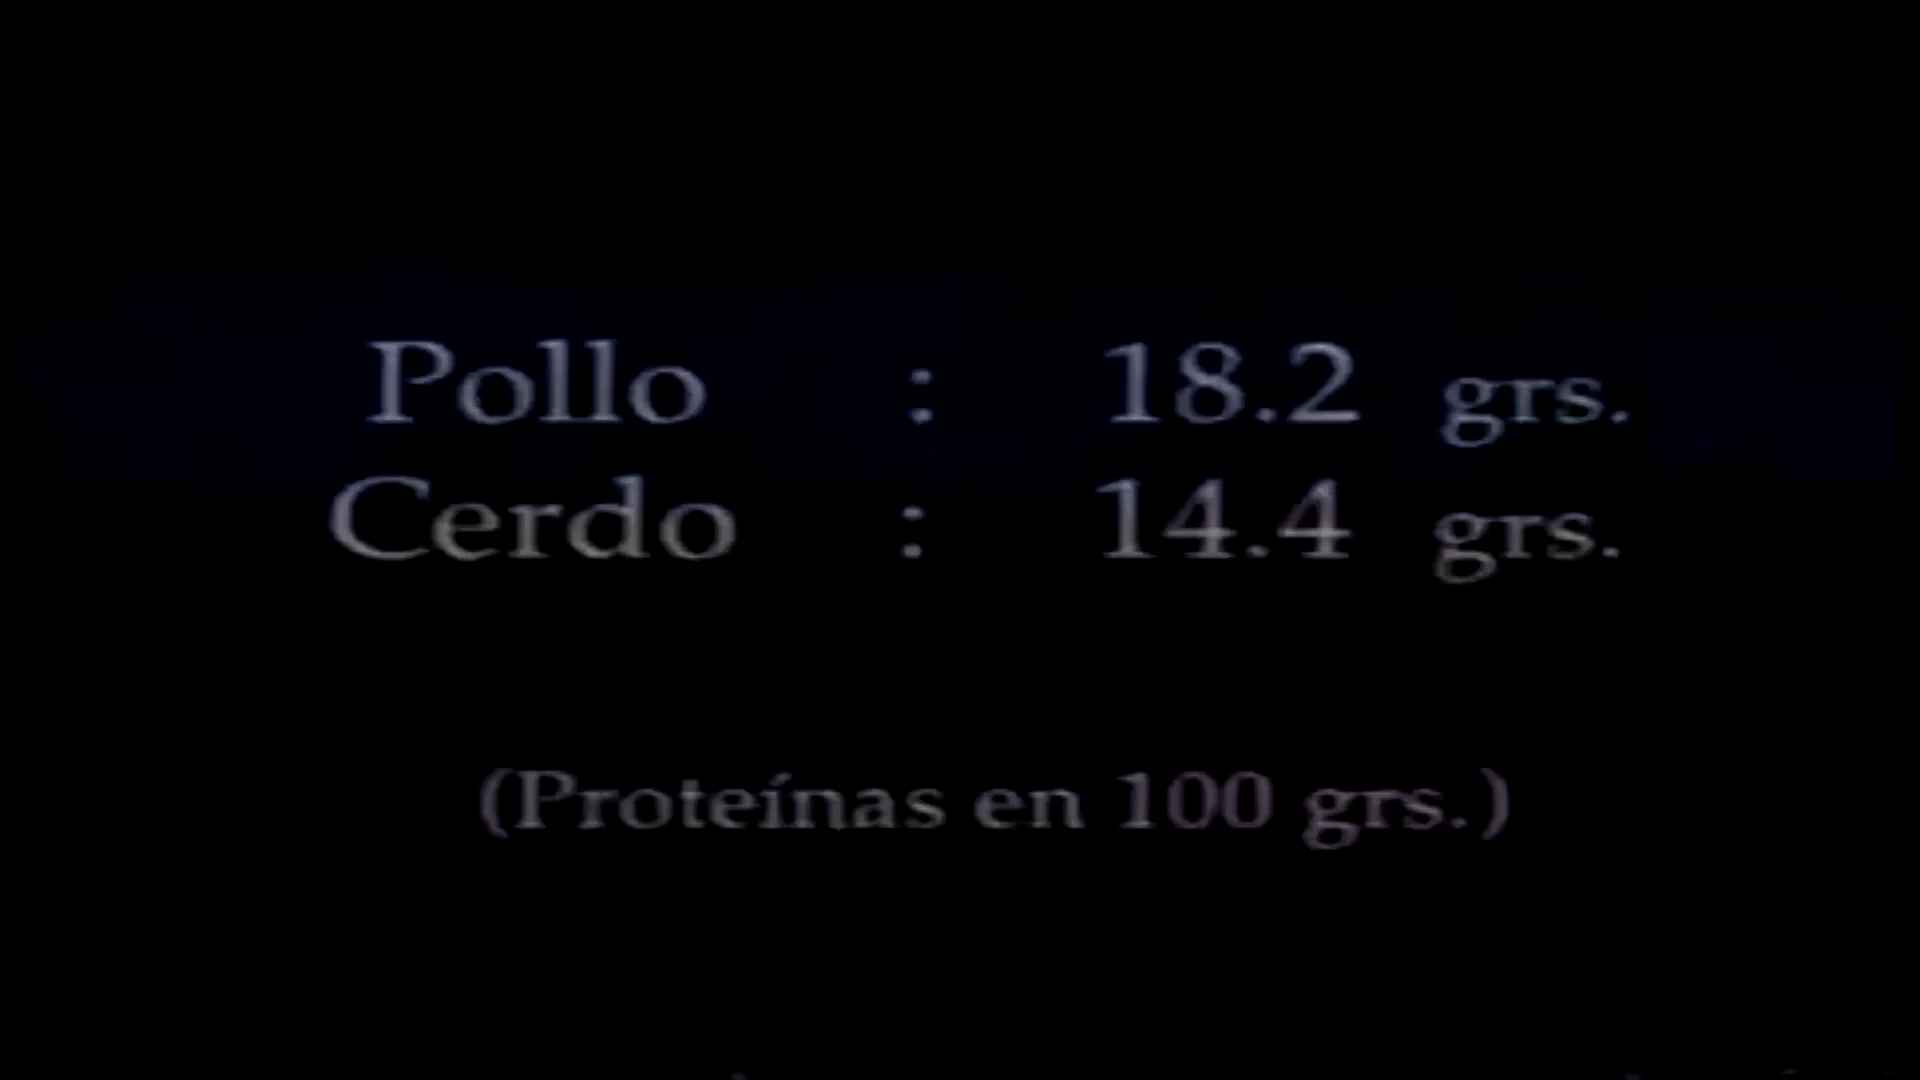 Pollo : 18.2 grs.
Cerdo : 14.4 grs.
(Proteínas en 100 grs.)